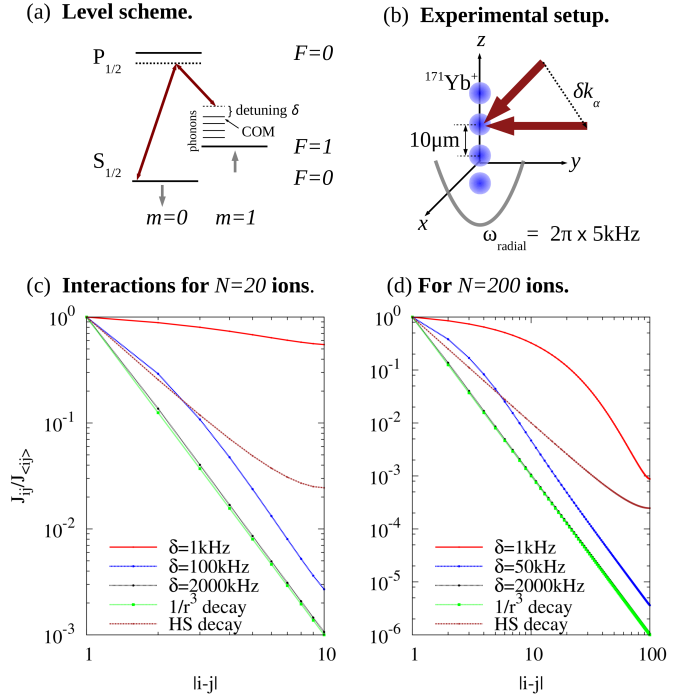 (a) Level scheme.
P1/2
F=0
phonons
detuning δ
COM
F=1
S1/2
F=0
m=0 m=1
(b) Experimental setup.
z
171Yb+
δkα
10μm
y
x
ωradial = 2π x 5kHz
(c) Interactions for N=20 ions.
Jij/J<ij>
10^0
10^-1
10^-2
10^-3
δ=1kHz
δ=100kHz
δ=2000kHz
1/r^3 decay
HS decay
1 10
|i-j|
(d) For N=200 ions.
10^0
10^-1
10^-2
10^-3
10^-4
10^-5
10^-6
δ=1kHz
δ=50kHz
δ=2000kHz
1/r^3 decay
HS decay
1 10 100
|i-j|